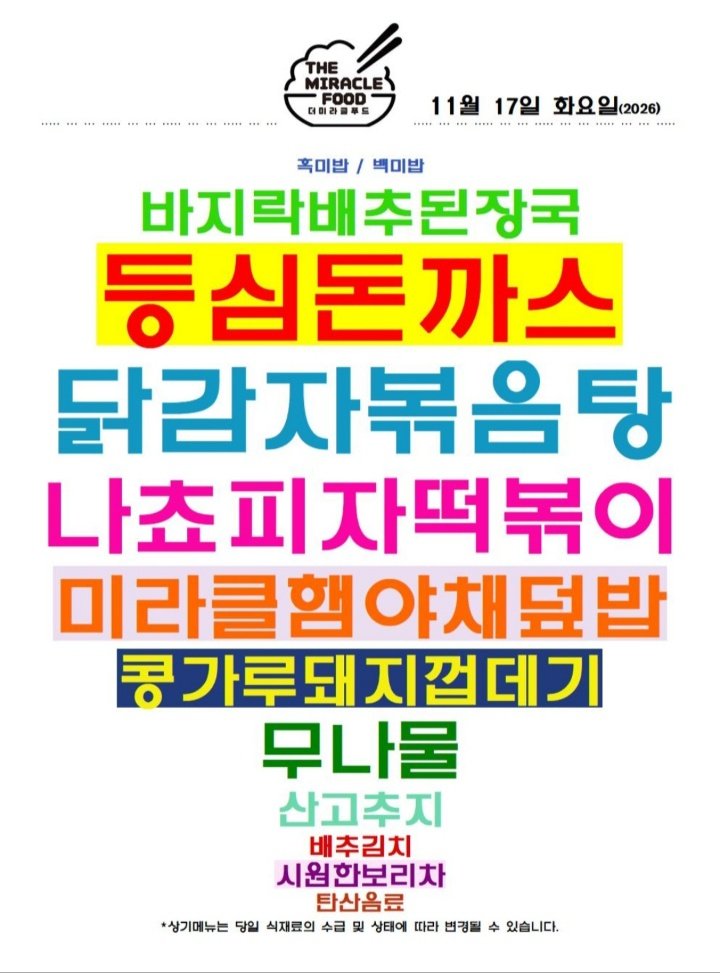 THE
MIRACLE
FOOD
더미라클푸드
11월 17일 화요일(2026)
흑미밥 / 백미밥
바지락배추된장국
등심돈까스
닭감자볶음탕
나쵸피자떡볶이
미라클햄야채덮밥
콩가루돼지껍데기
무나물
산고추지
배추김치
시원한보리차
탄산음료
*상기메뉴는 당일 식재료의 수급 및 상태에 따라 변경될 수 있습니다.